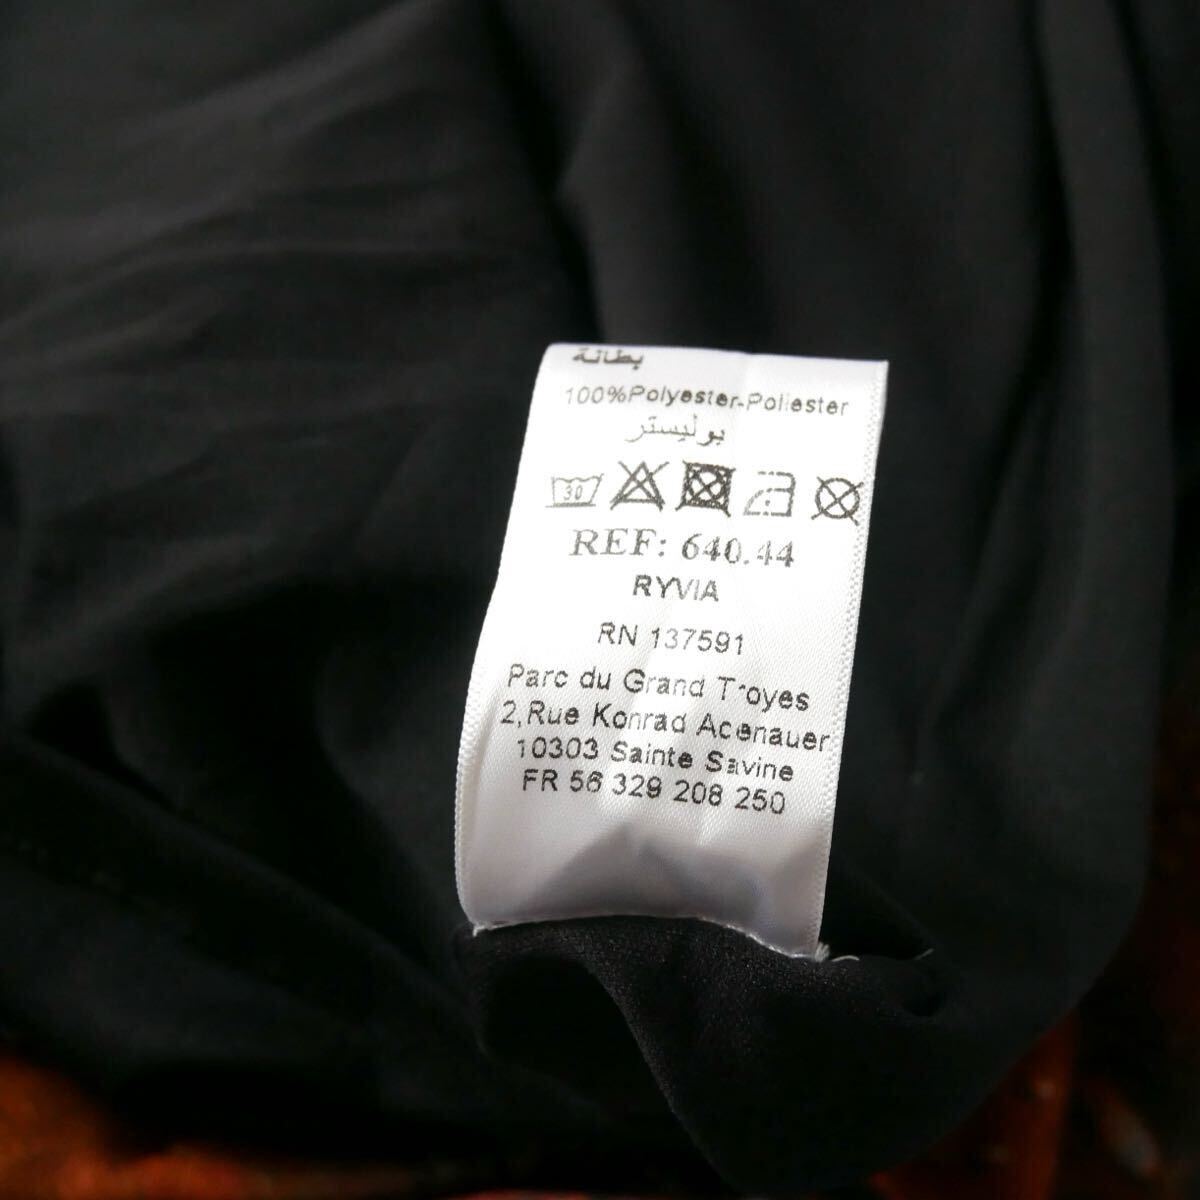 بطانة
100%Polyester-Poliester
بوليستر
30
REF: 640.44
RYVIA
RN 137591
Parc du Grand Troyes
2,Rue Konrad Adenauer
10303 Sainte Savine
FR 56 329 208 250